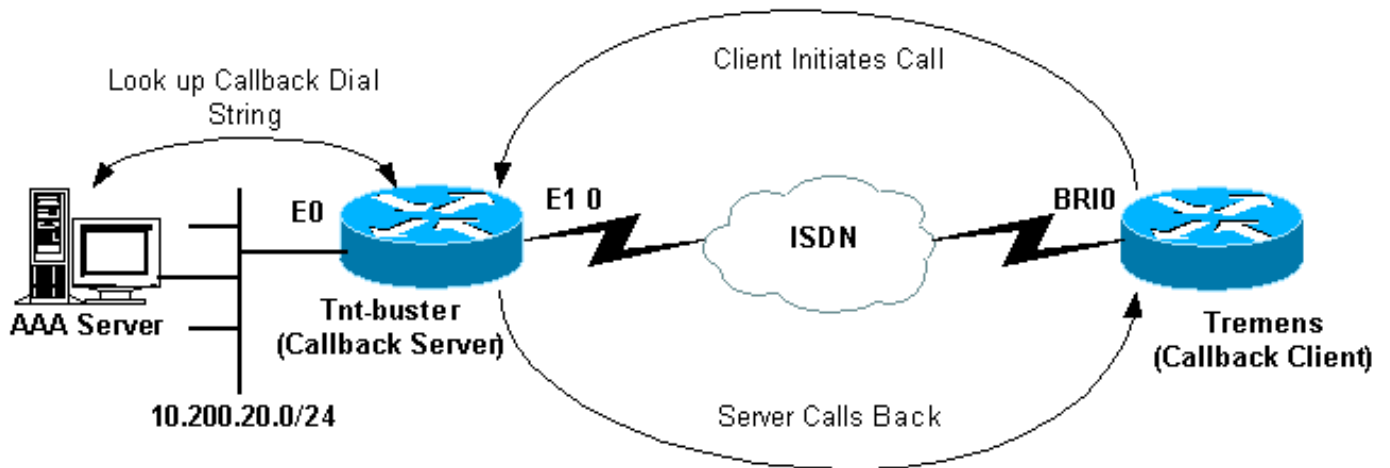 Client Initiates Call
Look up Callback Dial
String
E0
E1 0
ISDN
BRI0
AAA Server
Tnt-buster
(Callback Server)
Tremens
(Callback Client)
10.200.20.0/24
Server Calls Back